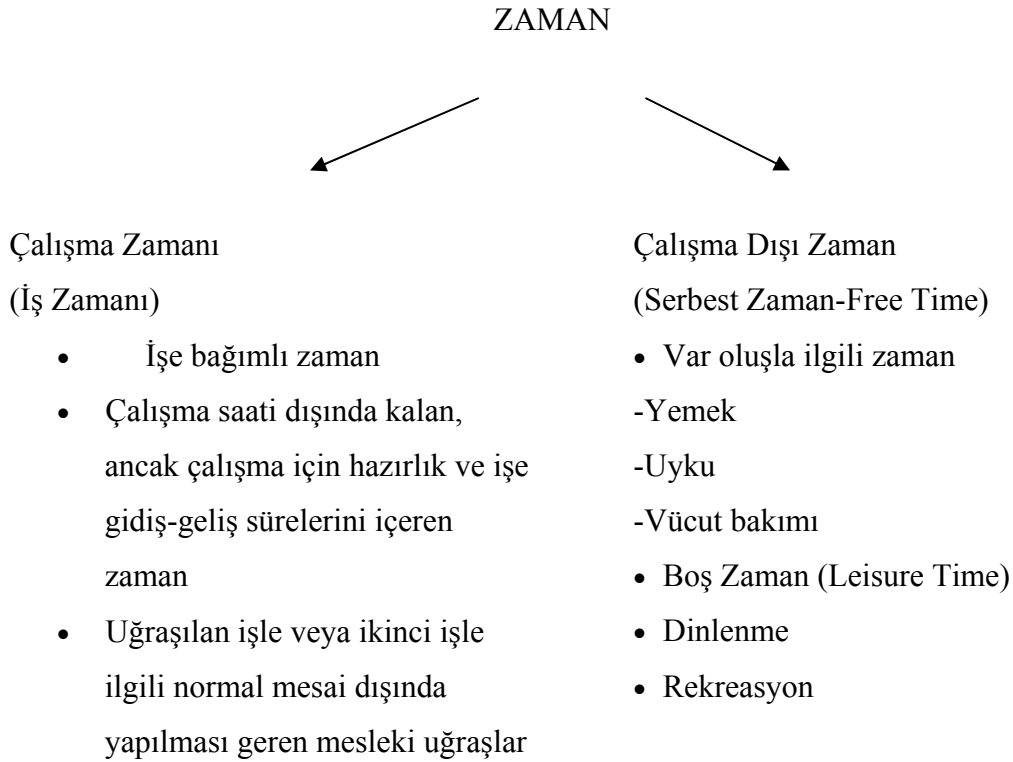 ZAMAN
Çalışma Zamanı
(İş Zamanı)
• İşe bağımlı zaman
• Çalışma saati dışında kalan,
ancak çalışma için hazırlık ve işe
gidiş-geliş sürelerini içeren
zaman
• Uğraşılan işle veya ikinci işle
ilgili normal mesai dışında
yapılması geren mesleki uğraşlar
Çalışma Dışı Zaman
(Serbest Zaman-Free Time)
• Var oluşla ilgili zaman
-Yemek
-Uyku
-Vücut bakımı
• Boş Zaman (Leisure Time)
• Dinlenme
• Rekreasyon